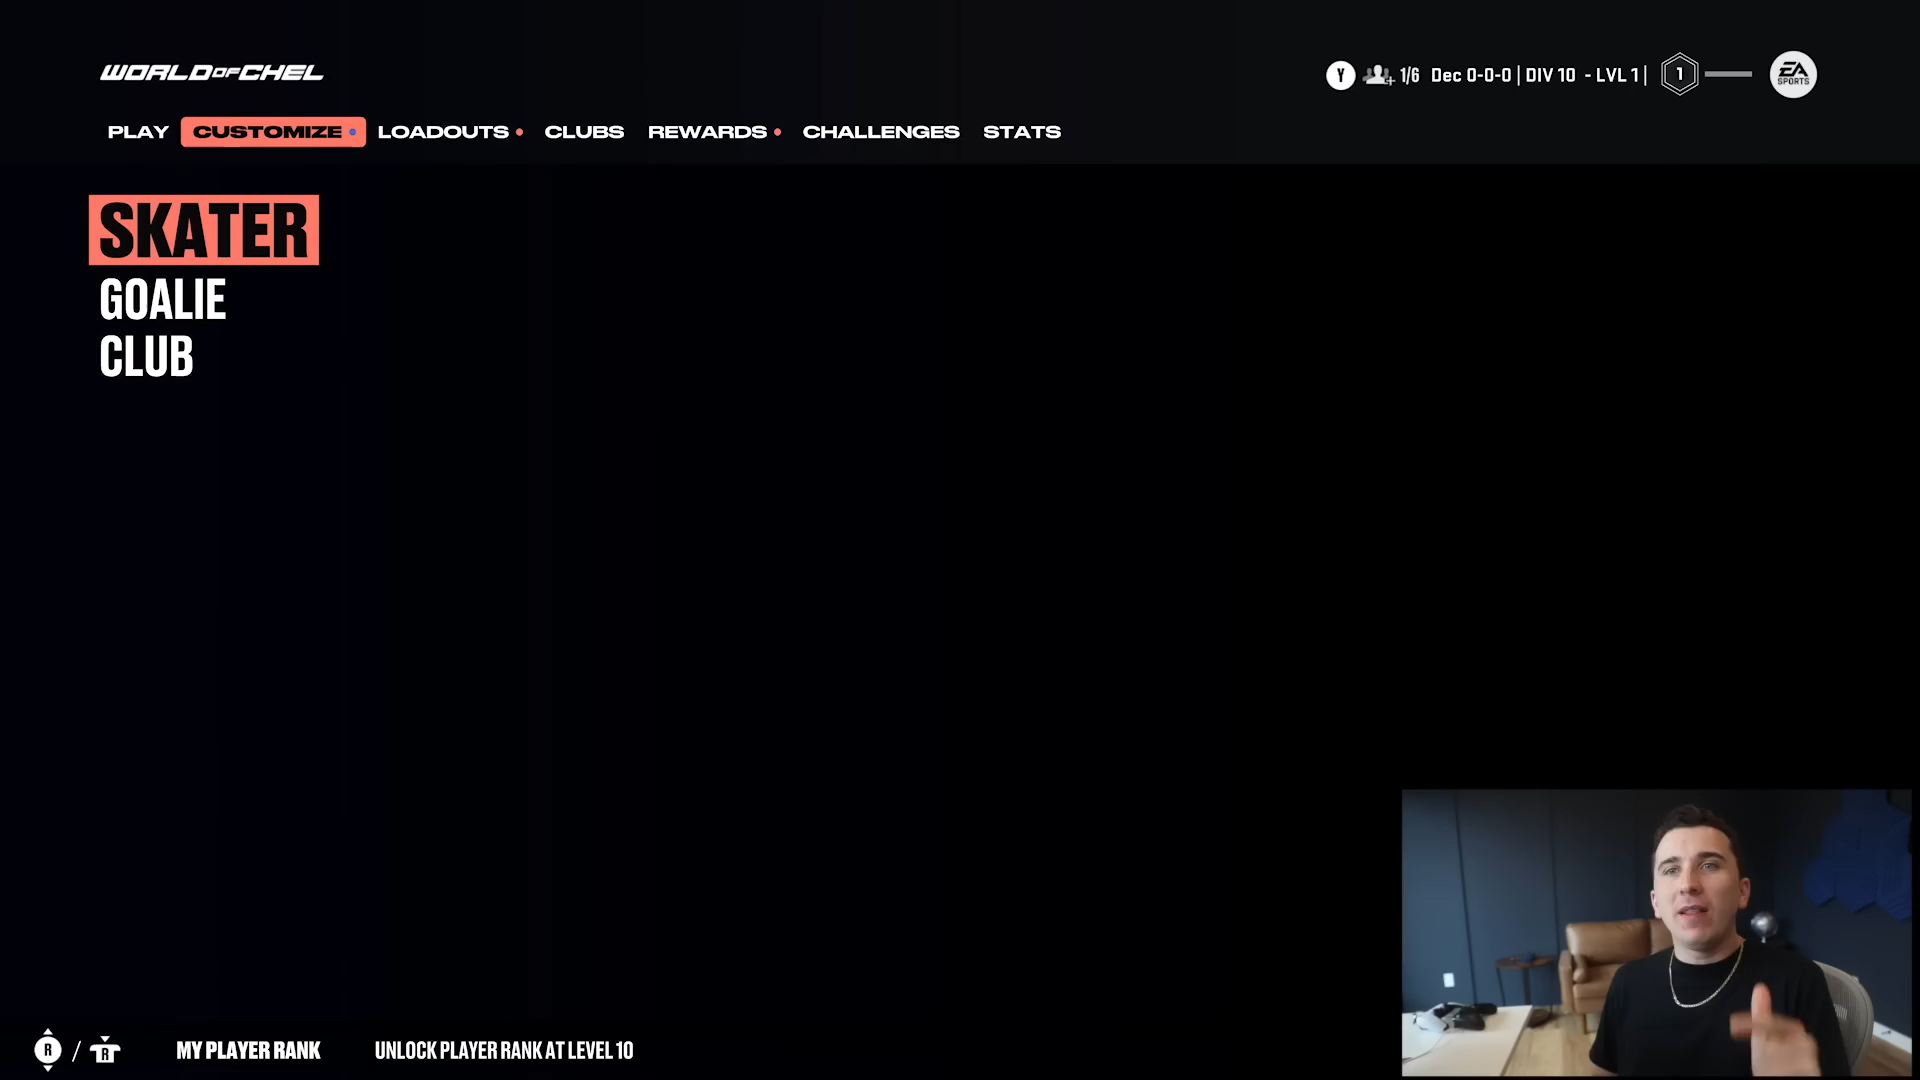 WORLD OF CHEL
Y 1/6 Dec 0-0-0 | DIV 10 - LVL 1 | 1 EA SPORTS
PLAY CUSTOMIZE LOADOUTS CLUBS REWARDS CHALLENGES STATS
SKATER
GOALIE
CLUB
R / R MY PLAYER RANK UNLOCK PLAYER RANK AT LEVEL 10